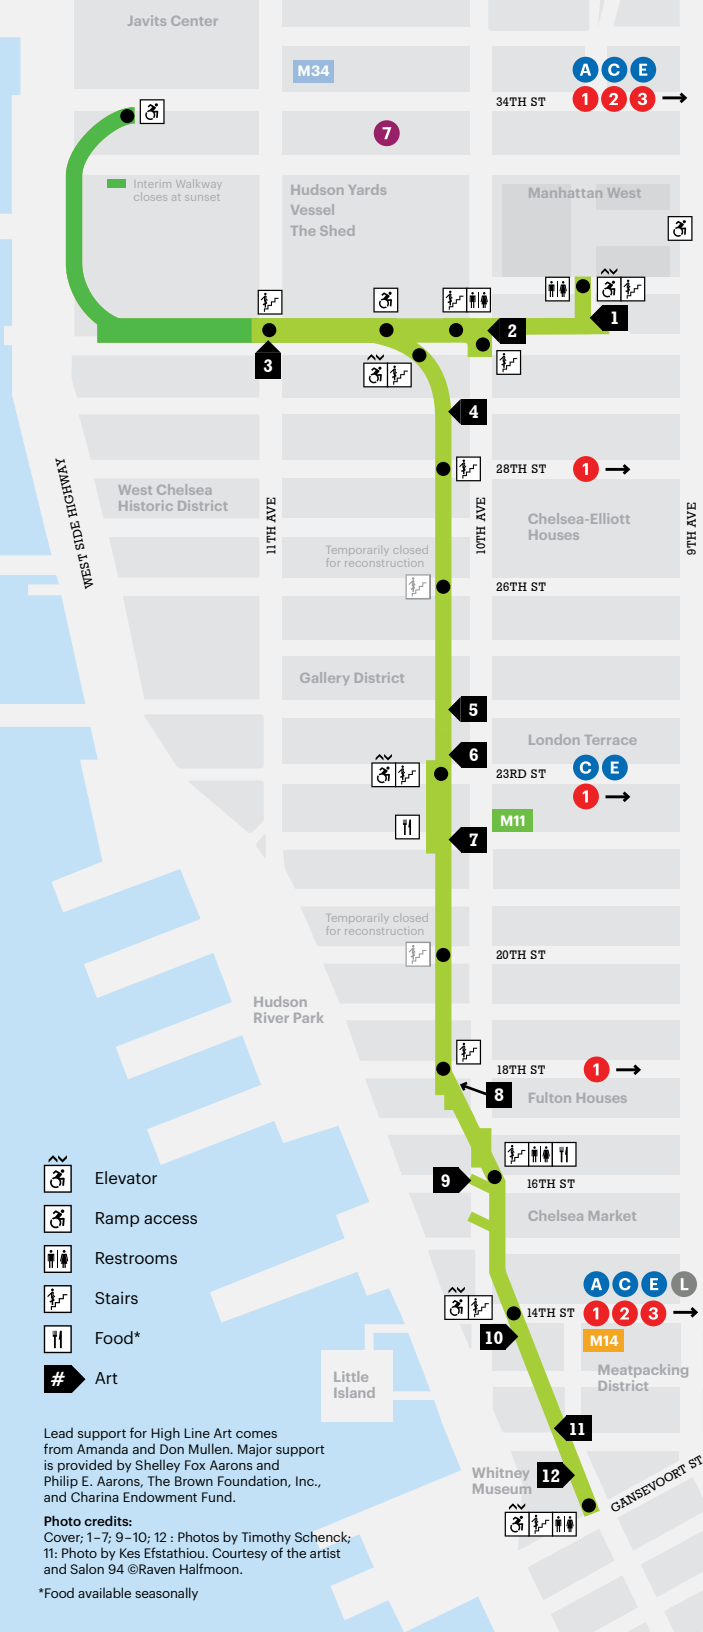 Javits Center
M34
A C E
34TH ST
1 2 3
7
Interim Walkway
closes at sunset
Hudson Yards
Vessel
The Shed
Manhattan West
1
2
3
4
28TH ST
1
West Chelsea
Historic District
WEST SIDE HIGHWAY
11TH AVE
10TH AVE
9TH AVE
Chelsea-Elliott
Houses
Temporarily closed
for reconstruction
26TH ST
Gallery District
5
London Terrace
6
23RD ST
C E
1
M11
7
Temporarily closed
for reconstruction
20TH ST
Hudson
River Park
18TH ST
1
8
Fulton Houses
9
16TH ST
Chelsea Market
Elevator
Ramp access
Restrooms
Stairs
Food*
# Art
A C E L
14TH ST
1 2 3
10
M14
Meatpacking
District
Little
Island
11
Whitney
Museum
12
GANSEVOORT ST
Lead support for High Line Art comes
from Amanda and Don Mullen. Major support
is provided by Shelley Fox Aarons and
Philip E. Aarons, The Brown Foundation, Inc.,
and Charina Endowment Fund.
Photo credits:
Cover; 1–7; 9–10; 12 : Photos by Timothy Schenck;
11: Photo by Kes Efstathiou. Courtesy of the artist
and Salon 94 ©Raven Halfmoon.
*Food available seasonally